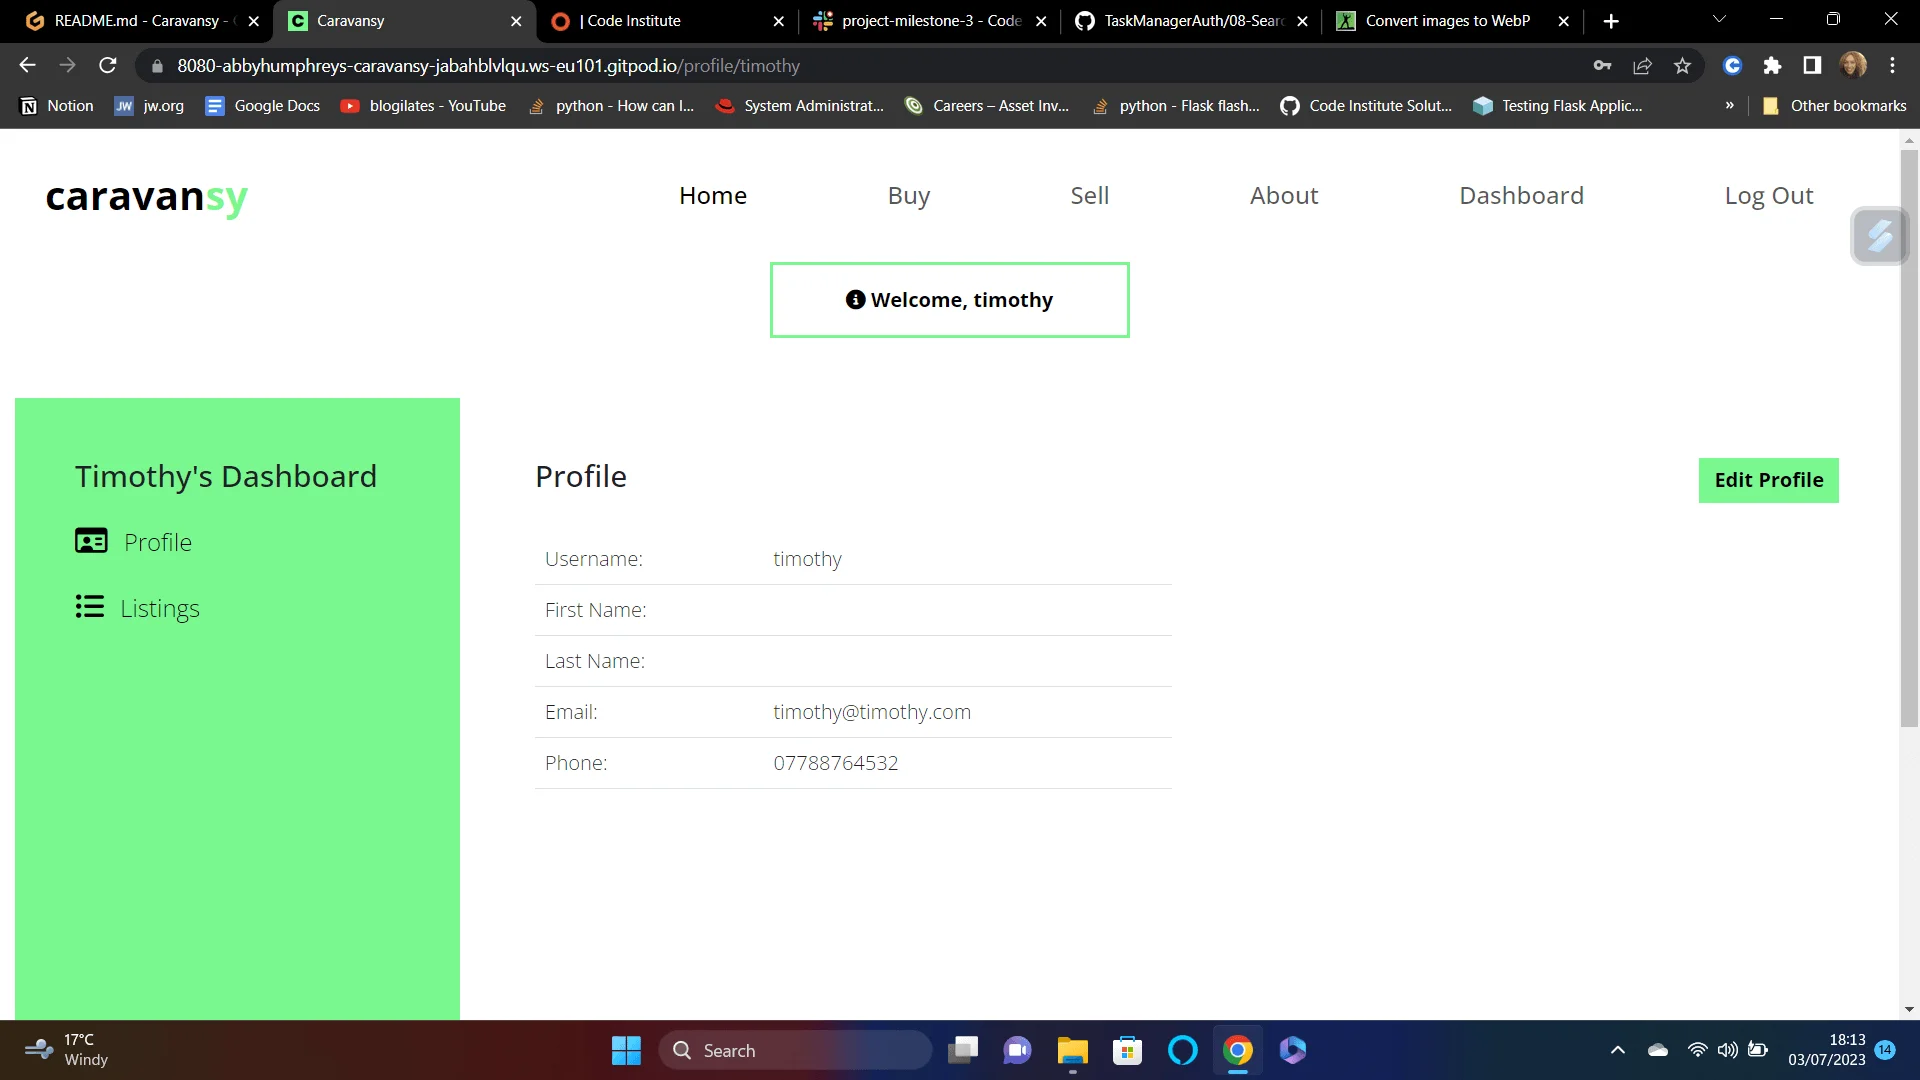 README.md - Caravansy -
Caravansy
| Code Institute
project-milestone-3 - Code
TaskManagerAuth/08-Sear
Convert images to WebP
8080-abbyhumphreys-caravansy-jabahblvlqu.ws-eu101.gitpod.io/profile/timothy
Notion
jw.org
Google Docs
blogilates - YouTube
python - How can I...
System Administrat...
Careers – Asset Inv...
python - Flask flash...
Code Institute Solut...
Testing Flask Applic...
»
Other bookmarks
caravansy
Home
Buy
Sell
About
Dashboard
Log Out
Welcome, timothy
Timothy's Dashboard
Profile
Listings
Profile
Edit Profile
Username: timothy
First Name:
Last Name:
Email: timothy@timothy.com
Phone: 07788764532
17°C
Windy
Search
18:13
03/07/2023
14